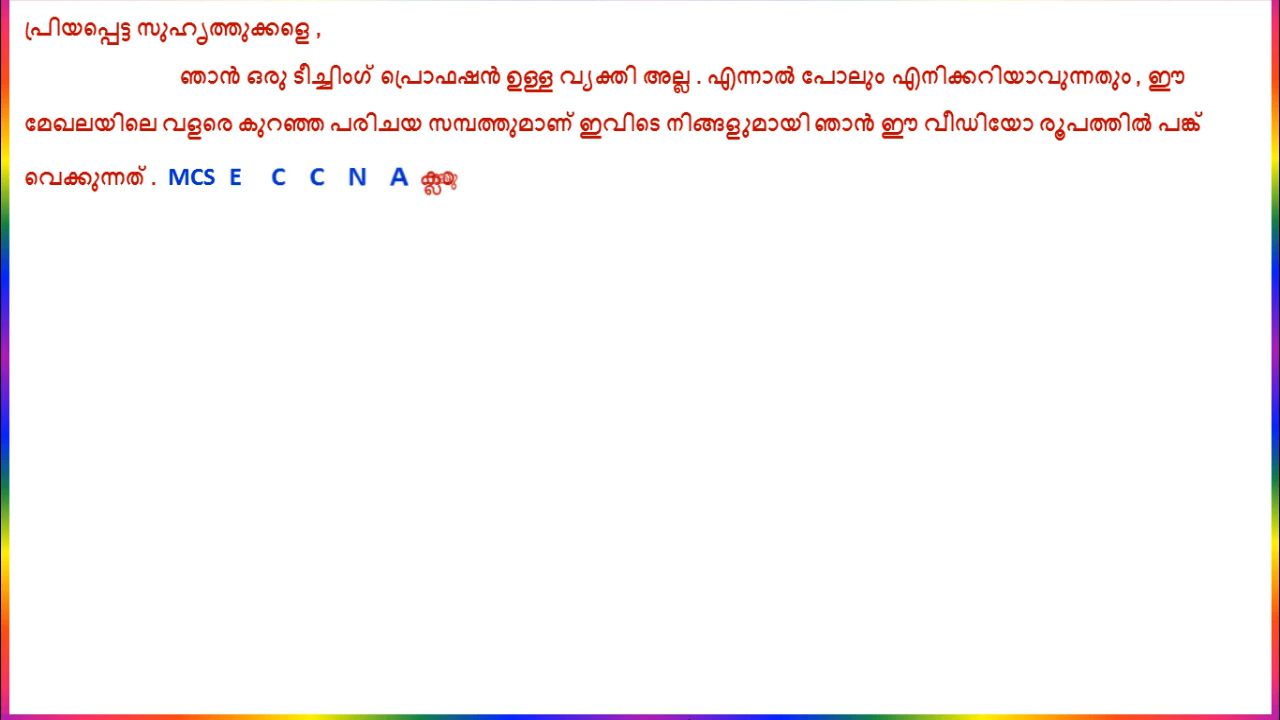 പ്രിയപ്പെട്ട സുഹൃത്തുക്കളെ ,
ഞാൻ ഒരു ടീച്ചിംഗ് പ്രൊഫഷൻ ഉള്ള വ്യക്തി അല്ല . എന്നാൽ പോലും എനിക്കറിയാവുന്നതും , ഈ
മേഖലയിലെ വളരെ കുറഞ്ഞ പരിചയ സമ്പത്തുമാണ് ഇവിടെ നിങ്ങളുമായി ഞാൻ ഈ വീഡിയോ രൂപത്തിൽ പങ്ക്
വെക്കുന്നത് . MCS E C C N A